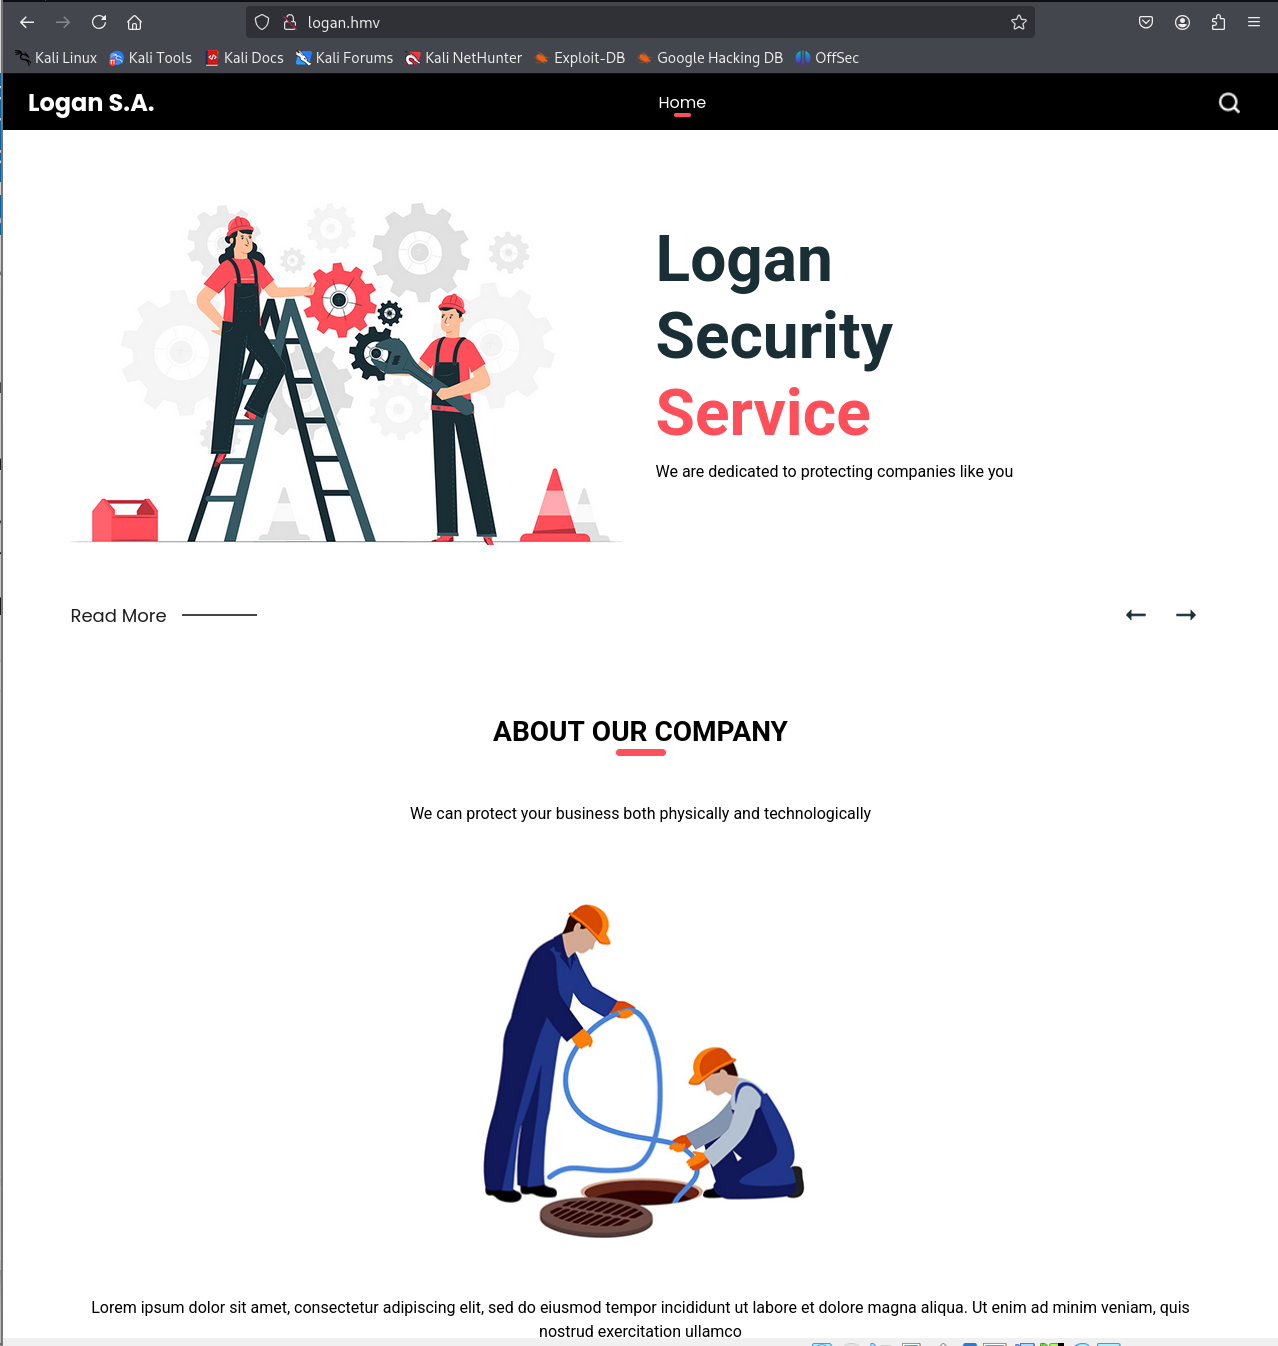 logan.hmv
Kali Linux Kali Tools Kali Docs Kali Forums Kali NetHunter Exploit-DB Google Hacking DB OffSec
Logan S.A. Home
Logan
Security
Service
We are dedicated to protecting companies like you
Read More
ABOUT OUR COMPANY
We can protect your business both physically and technologically
Lorem ipsum dolor sit amet, consectetur adipiscing elit, sed do eiusmod tempor incididunt ut labore et dolore magna aliqua. Ut enim ad minim veniam, quis
nostrud exercitation ullamco